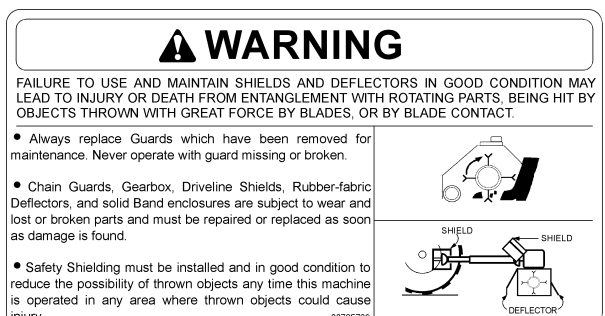 WARNING
FAILURE TO USE AND MAINTAIN SHIELDS AND DEFLECTORS IN GOOD CONDITION MAY
LEAD TO INJURY OR DEATH FROM ENTANGLEMENT WITH ROTATING PARTS, BEING HIT BY
OBJECTS THROWN WITH GREAT FORCE BY BLADES, OR BY BLADE CONTACT.
● Always replace Guards which have been removed for
maintenance. Never operate with guard missing or broken.
● Chain Guards, Gearbox, Driveline Shields, Rubber-fabric
Deflectors, and solid Band enclosures are subject to wear and
lost or broken parts and must be repaired or replaced as soon
as damage is found.
● Safety Shielding must be installed and in good condition to
reduce the possibility of thrown objects any time this machine
is operated in any area where thrown objects could cause
SHIELD
SHIELD
DEFLECTOR